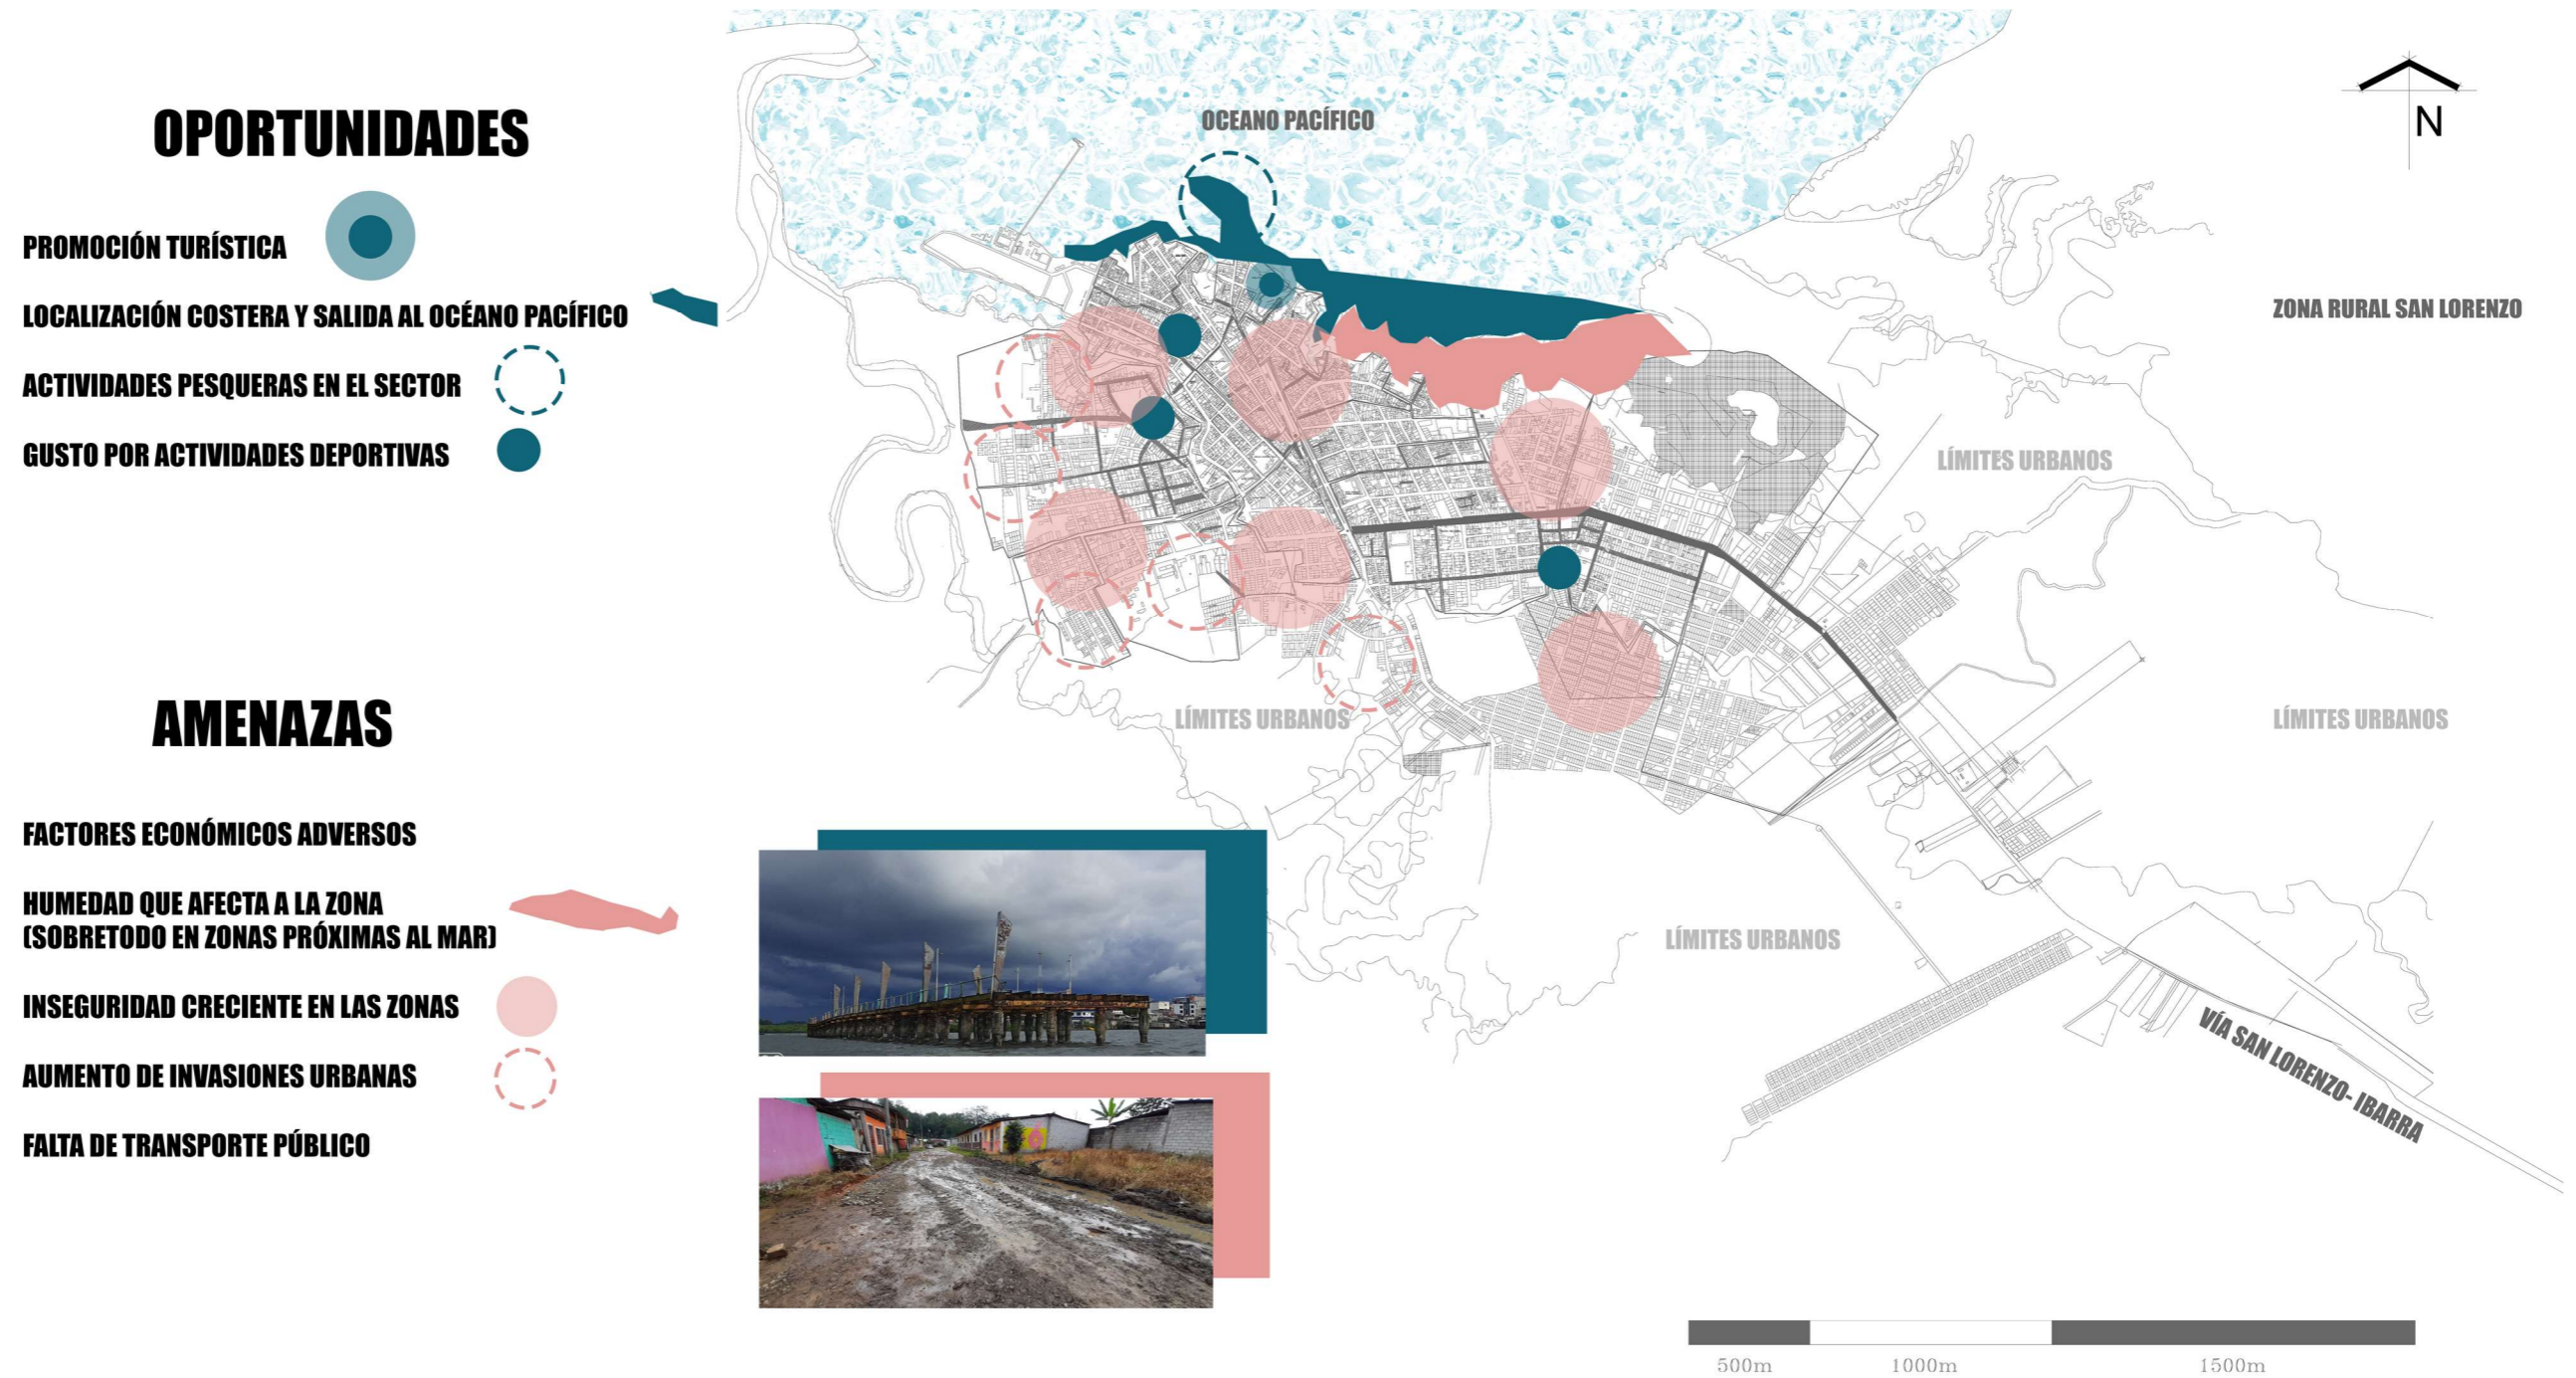 OPORTUNIDADES
PROMOCIÓN TURÍSTICA
LOCALIZACIÓN COSTERA Y SALIDA AL OCÉANO PACÍFICO
ACTIVIDADES PESQUERAS EN EL SECTOR
GUSTO POR ACTIVIDADES DEPORTIVAS
AMENAZAS
FACTORES ECONÓMICOS ADVERSOS
HUMEDAD QUE AFECTA A LA ZONA
(SOBRETODO EN ZONAS PRÓXIMAS AL MAR)
INSEGURIDAD CRECIENTE EN LAS ZONAS
AUMENTO DE INVASIONES URBANAS
FALTA DE TRANSPORTE PÚBLICO
OCEANO PACÍFICO
N
ZONA RURAL SAN LORENZO
LÍMITES URBANOS
LÍMITES URBANOS
LÍMITES URBANOS
LÍMITES URBANOS
VÍA SAN LORENZO- IBARRA
500m
1000m
1500m